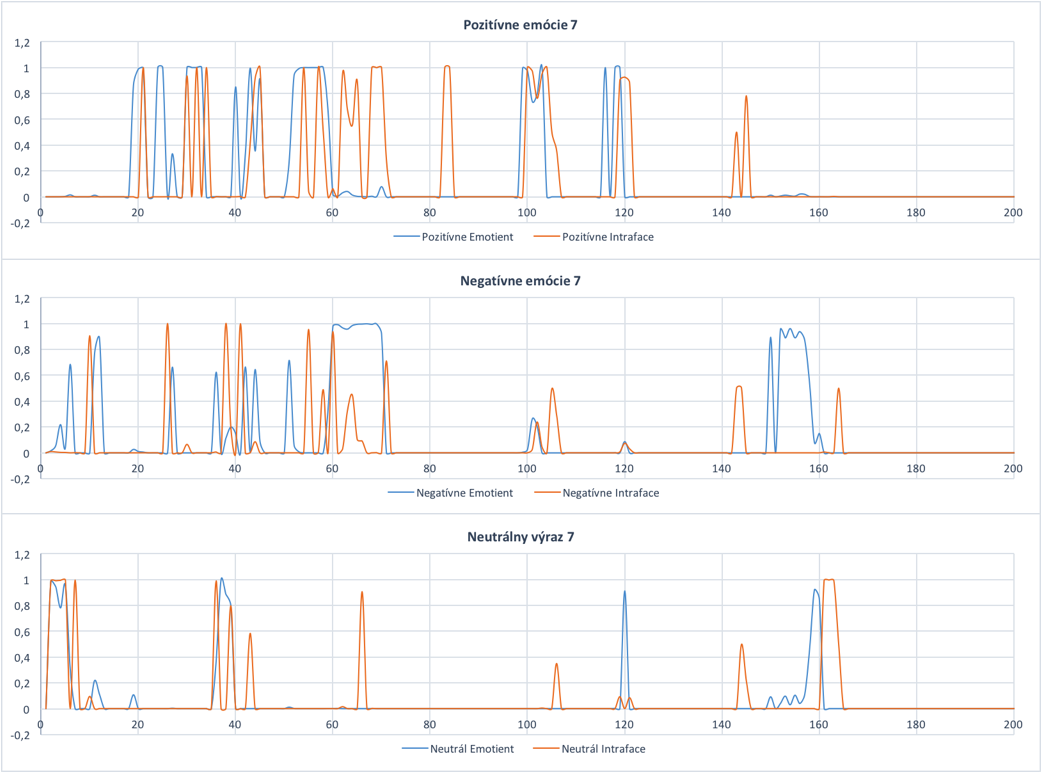 Pozitívne emócie 7
1,2
1
0,8
0,6
0,4
0,2
0
-0,2
0 20 40 60 80 100 120 140 160 180 200
Pozitívne Emotient Pozitívne Intraface
Negatívne emócie 7
1,2
1
0,8
0,6
0,4
0,2
0
-0,2
0 20 40 60 80 100 120 140 160 180 200
Negatívne Emotient Negatívne Intraface
Neutrálny výraz 7
1,2
1
0,8
0,6
0,4
0,2
0
-0,2
0 20 40 60 80 100 120 140 160 180 200
Neutrál Emotient Neutrál Intraface